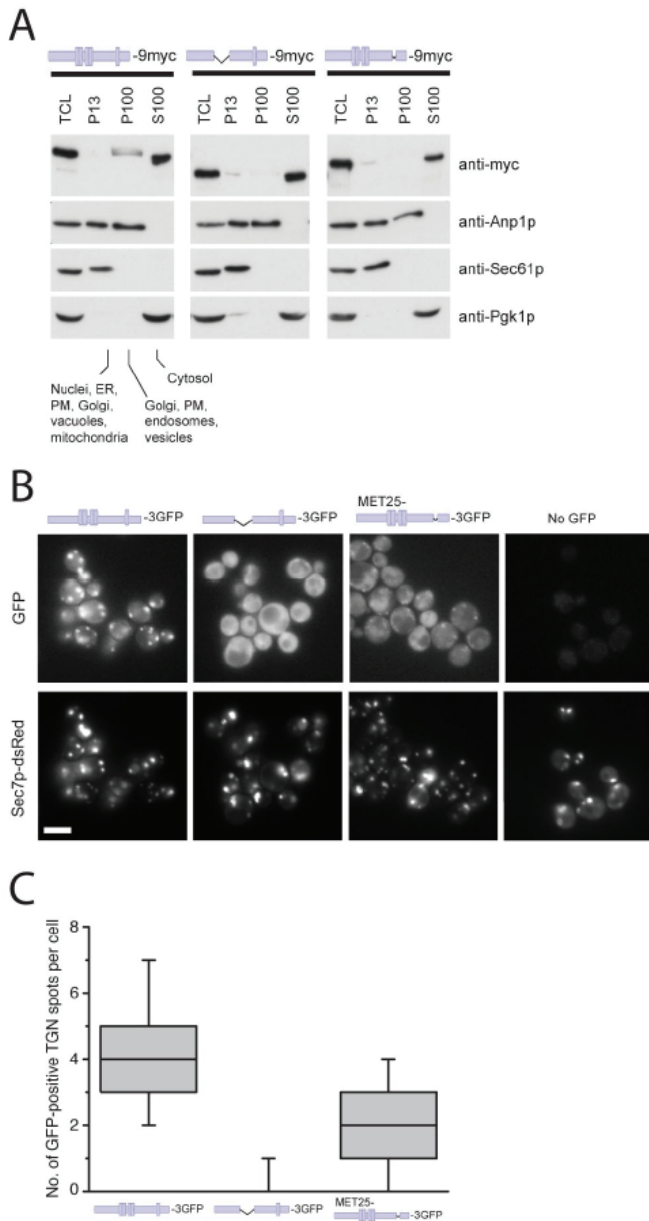 A
-9myc -9myc -9myc
TCL P13 P100 S100 TCL P13 P100 S100 TCL P13 P100 S100
anti-myc
anti-Anp1p
anti-Sec61p
anti-Pgk1p
Nuclei, ER,
PM, Golgi,
vacuoles,
mitochondria
Golgi, PM,
endosomes,
vesicles
Cytosol
B
-3GFP -3GFP MET25- -3GFP No GFP
GFP
Sec7p-dsRed
C
No. of GFP-positive TGN spots per cell
8
6
4
2
0
-3GFP -3GFP MET25- -3GFP